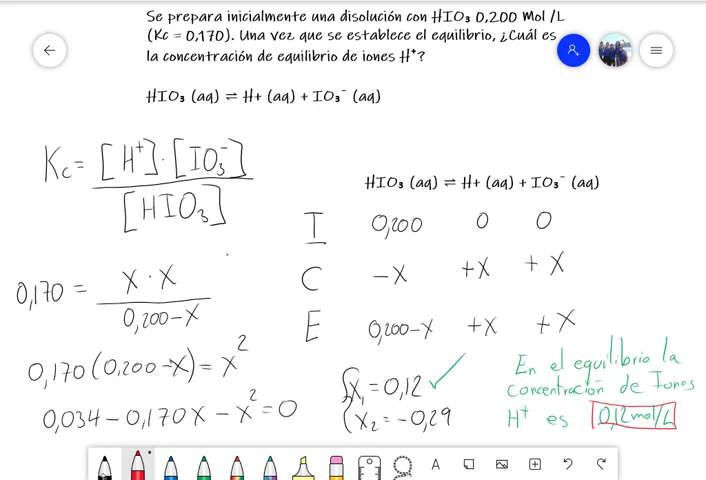 Se prepara inicialmente una disolución con HIO₃ 0,200 Mol /L
(Kc = 0,170). Una vez que se establece el equilibrio, ¿Cuál es
la concentración de equilibrio de iones H⁺?
HIO₃ (aq) ⇌ H+ (aq) + IO₃⁻ (aq)
Kc = [H⁺]·[IO₃⁻] / [HIO₃]
HIO₃ (aq) ⇌ H+ (aq) + IO₃⁻ (aq)
I 0,200 0 0
C -X +X +X
E 0,200-X +X +X
0,170 = X · X / 0,200-X
0,170(0,200-X) = X²
0,034 - 0,170X - X² = 0
X₁ = 0,12 ✓
X₂ = -0,29
En el equilibrio la
concentración de Iones
H⁺ es 0,12 mol/L
A